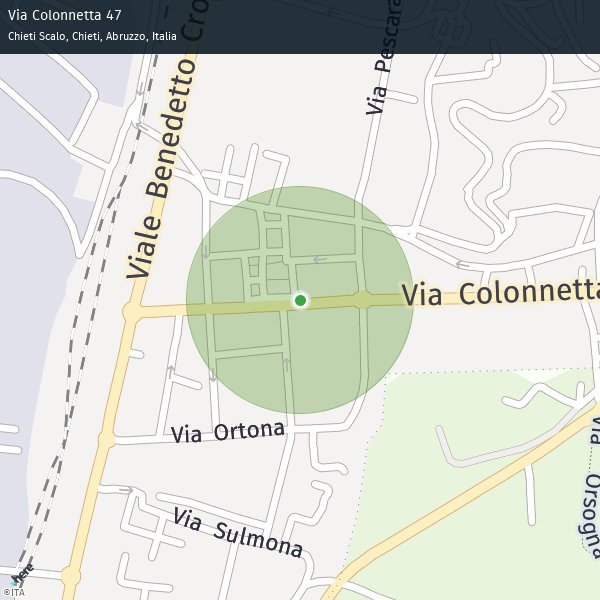 Via Colonnetta 47
Chieti Scalo, Chieti, Abruzzo, Italia
Viale Benedetto Cro
Via Pescara
Via Colonnetta
Via Ortona
Via Sulmona
Via Orsogna
here
©ITA